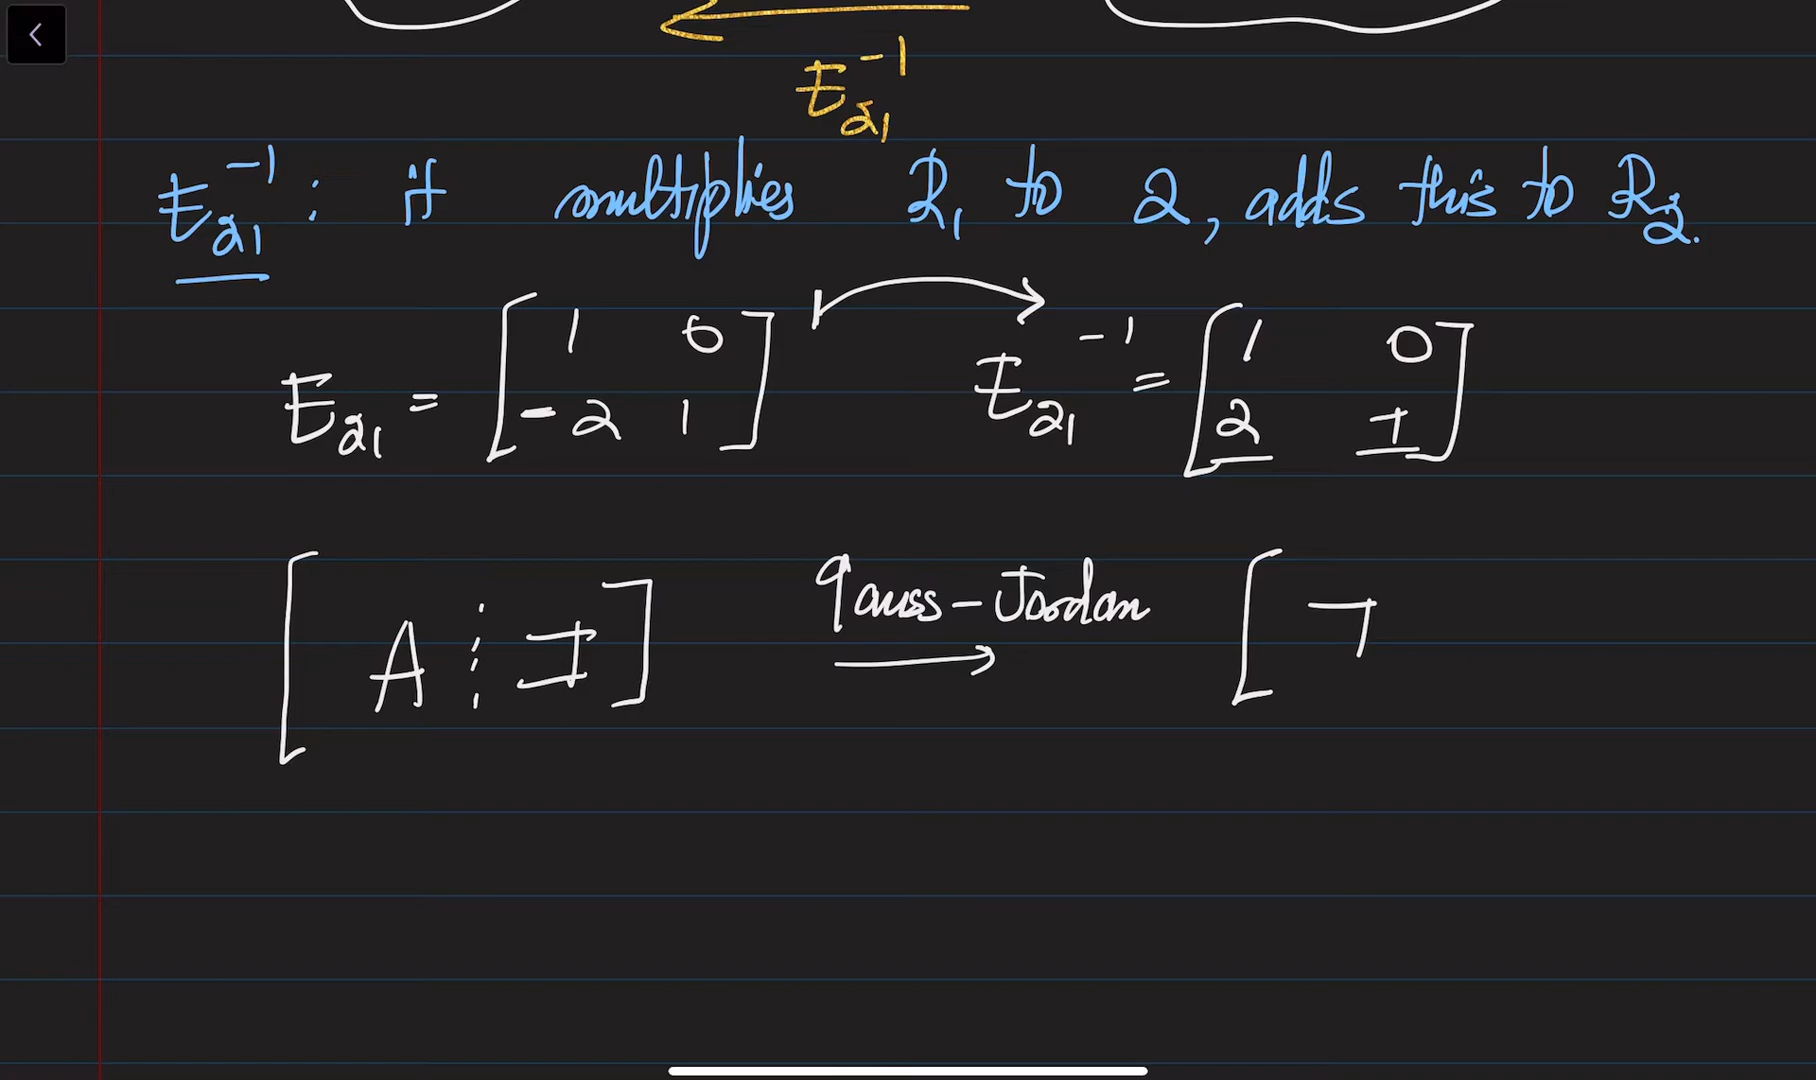 E₂₁⁻¹
E₂₁⁻¹ : it multiplies R₁ to 2, adds this to R₂.
E₂₁ = [1 0; -2 1] E₂₁⁻¹ = [1 0; 2 1]
[A ⋮ I] Gauss-Jordan → [